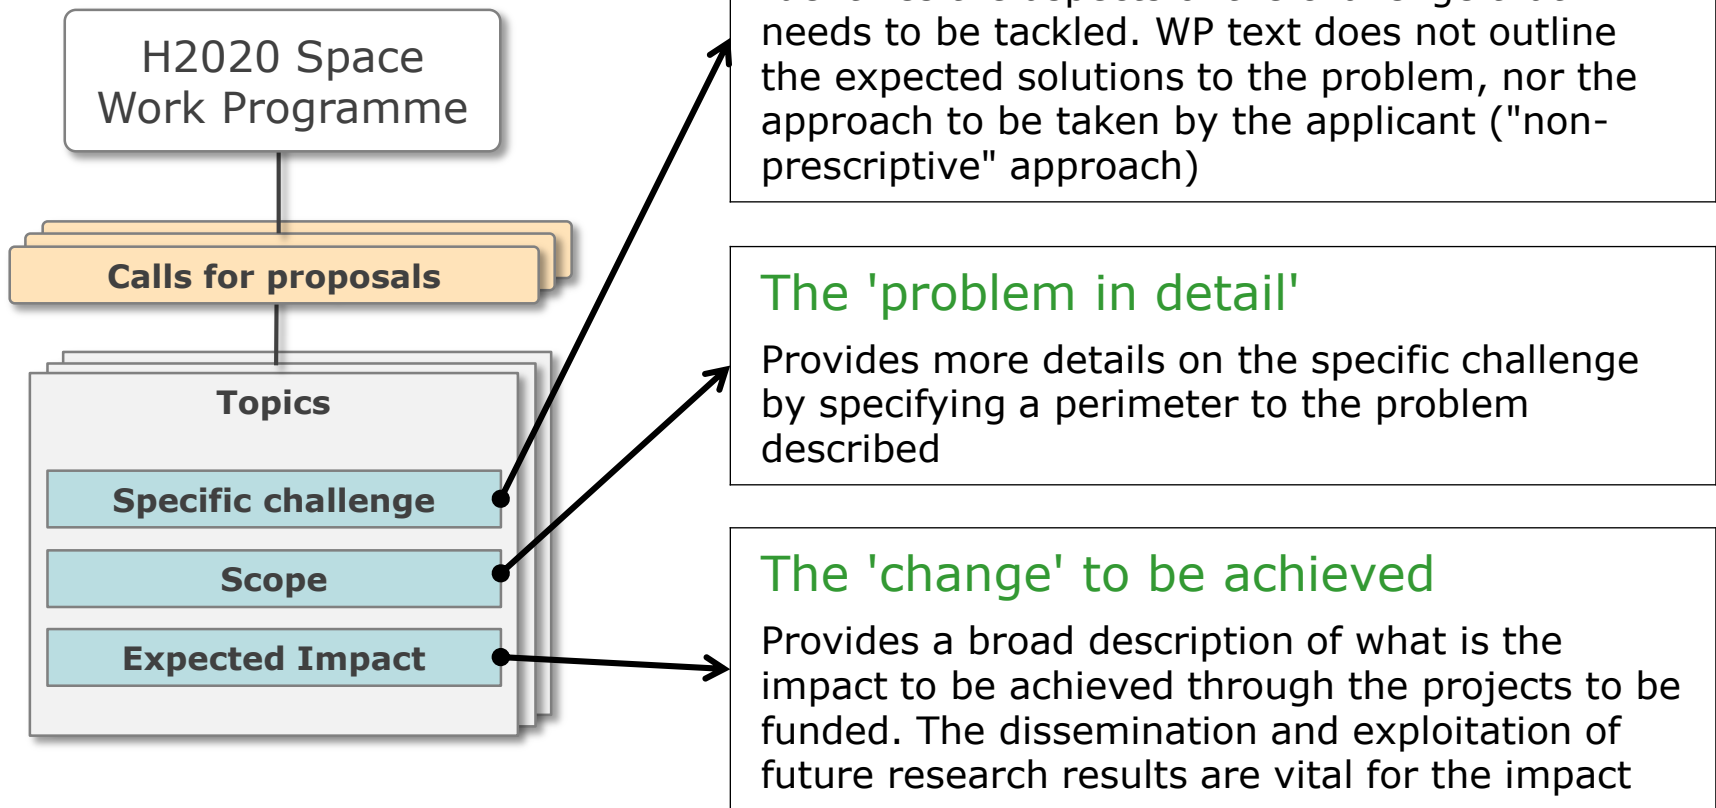 H2020 Space
Work Programme
Calls for proposals
Topics
Specific challenge
Scope
Expected Impact
needs to be tackled. WP text does not outline
the expected solutions to the problem, nor the
approach to be taken by the applicant ("non-
prescriptive" approach)
The 'problem in detail'
Provides more details on the specific challenge
by specifying a perimeter to the problem
described
The 'change' to be achieved
Provides a broad description of what is the
impact to be achieved through the projects to be
funded. The dissemination and exploitation of
future research results are vital for the impact